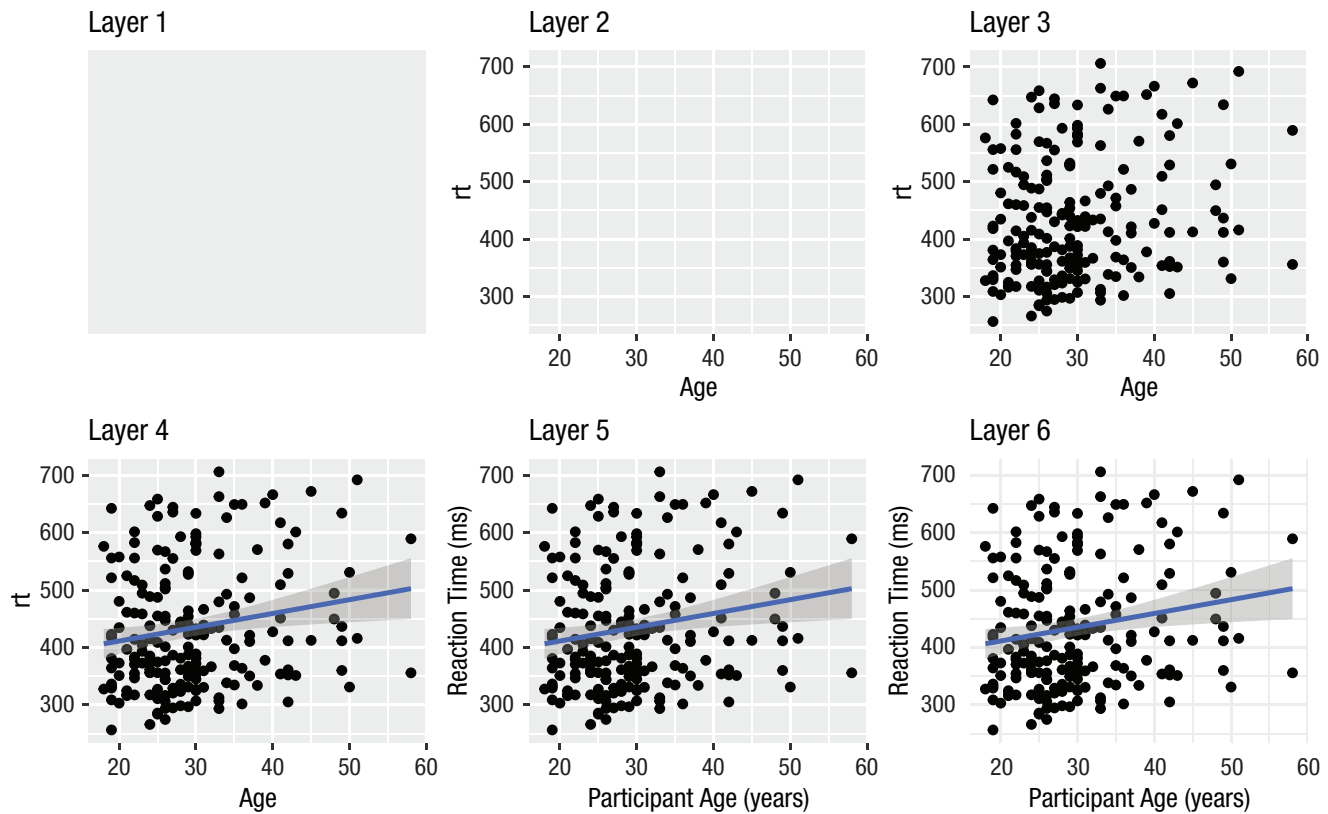 Layer 1
Layer 2
700
600
500
400
300
rt
20 30 40 50 60
Age
Layer 3
700
600
500
400
300
rt
20 30 40 50 60
Age
Layer 4
700
600
500
400
300
rt
20 30 40 50 60
Age
Layer 5
700
600
500
400
300
Reaction Time (ms)
20 30 40 50 60
Participant Age (years)
Layer 6
700
600
500
400
300
Reaction Time (ms)
20 30 40 50 60
Participant Age (years)